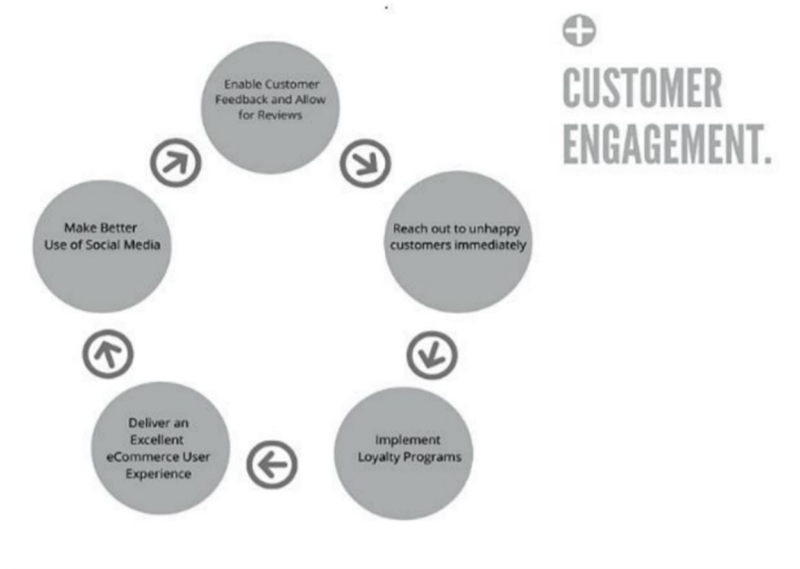 CUSTOMER
ENGAGEMENT.
Enable Customer
Feedback and Allow
for Reviews
Reach out to unhappy
customers immediately
Implement
Loyalty Programs
Deliver an
Excellent
eCommerce User
Experience
Make Better
Use of Social Media